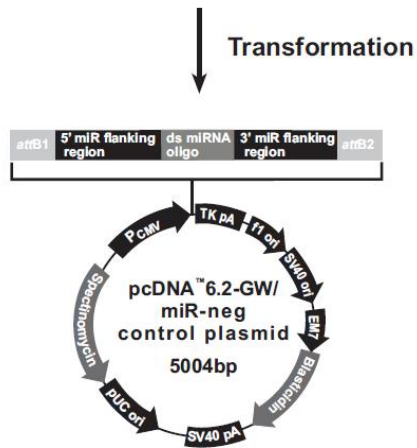 Transformation
attB1 5' miR flanking region ds miRNA oligo 3' miR flanking region attB2
PCMV
TK pA
f1 ori
SV40 ori
EM7
Blasticidin
SV40 pA
pUC ori
Spectinomycin
pcDNA™6.2-GW/
miR-neg
control plasmid
5004bp